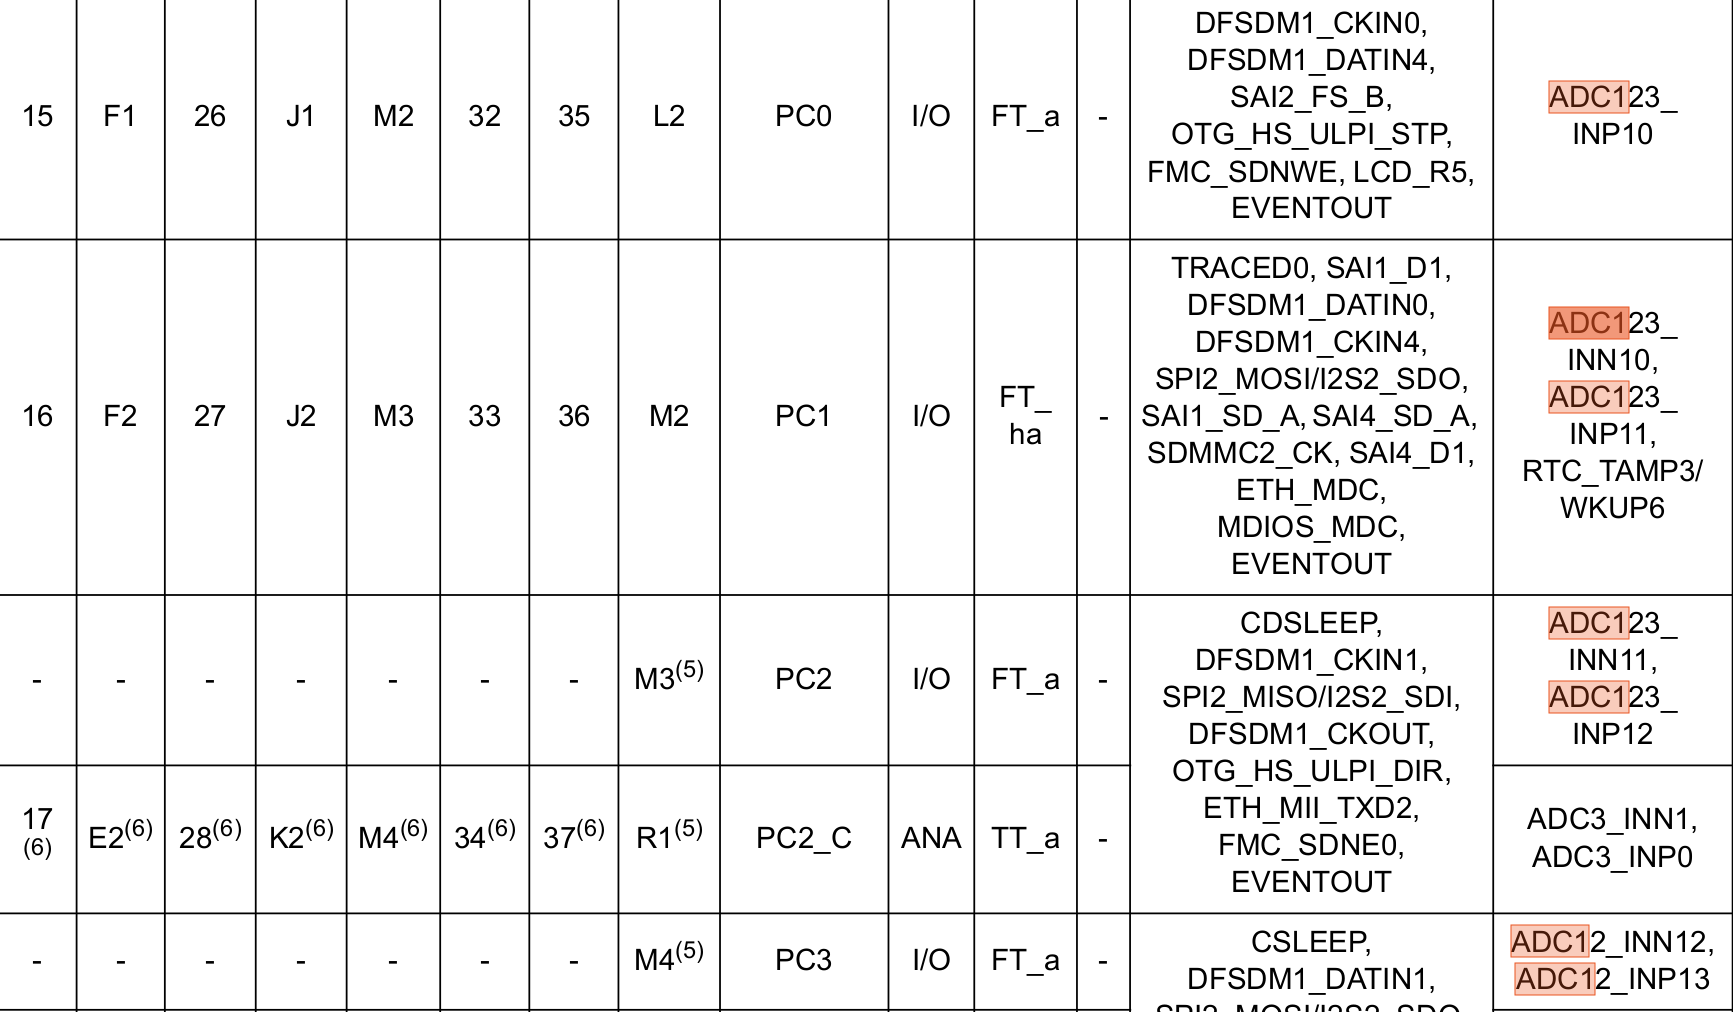 15 F1 26 J1 M2 32 35 L2 PC0 I/O FT_a -
DFSDM1_CKIN0,
DFSDM1_DATIN4,
SAI2_FS_B,
OTG_HS_ULPI_STP,
FMC_SDNWE, LCD_R5,
EVENTOUT
ADC123_
INP10
16 F2 27 J2 M3 33 36 M2 PC1 I/O
FT_
ha
-
TRACED0, SAI1_D1,
DFSDM1_DATIN0,
DFSDM1_CKIN4,
SPI2_MOSI/I2S2_SDO,
SAI1_SD_A, SAI4_SD_A,
SDMMC2_CK, SAI4_D1,
ETH_MDC,
MDIOS_MDC,
EVENTOUT
ADC123_
INN10,
ADC123_
INP11,
RTC_TAMP3/
WKUP6
- - - - - - - M3(5) PC2 I/O FT_a -
CDSLEEP,
DFSDM1_CKIN1,
SPI2_MISO/I2S2_SDI,
DFSDM1_CKOUT,
OTG_HS_ULPI_DIR,
ETH_MII_TXD2,
FMC_SDNE0,
EVENTOUT
ADC123_
INN11,
ADC123_
INP12
17
(6)
E2(6) 28(6) K2(6) M4(6) 34(6) 37(6) R1(5) PC2_C ANA TT_a -
ADC3_INN1,
ADC3_INP0
- - - - - - - M4(5) PC3 I/O FT_a -
CSLEEP,
DFSDM1_DATIN1,
SPI2_MOSI/I2S2_SDO,
ADC12_INN12,
ADC12_INP13